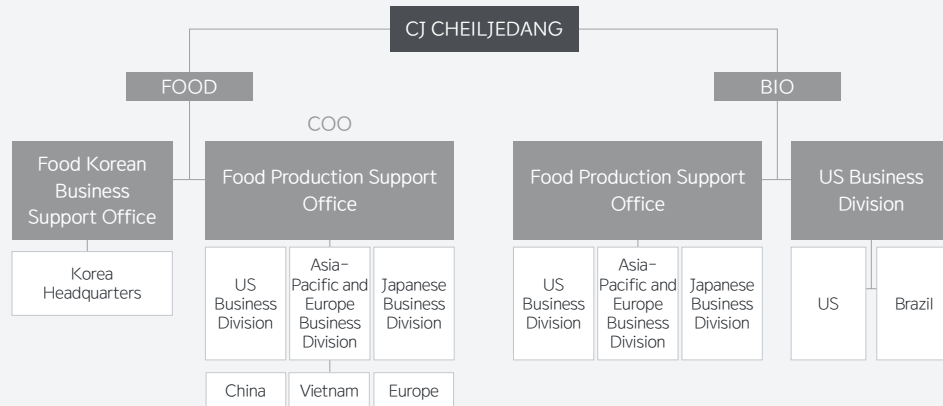 CJ CHEILJEDANG
FOOD
BIO
COO
Food Korean
Business
Support Office
Food Production Support
Office
Food Production Support
Office
US Business
Division
Korea
Headquarters
US
Business
Division
Asia-
Pacific and
Europe
Business
Division
Japanese
Business
Division
US
Business
Division
Asia-
Pacific and
Europe
Business
Division
Japanese
Business
Division
US
Brazil
China
Vietnam
Europe